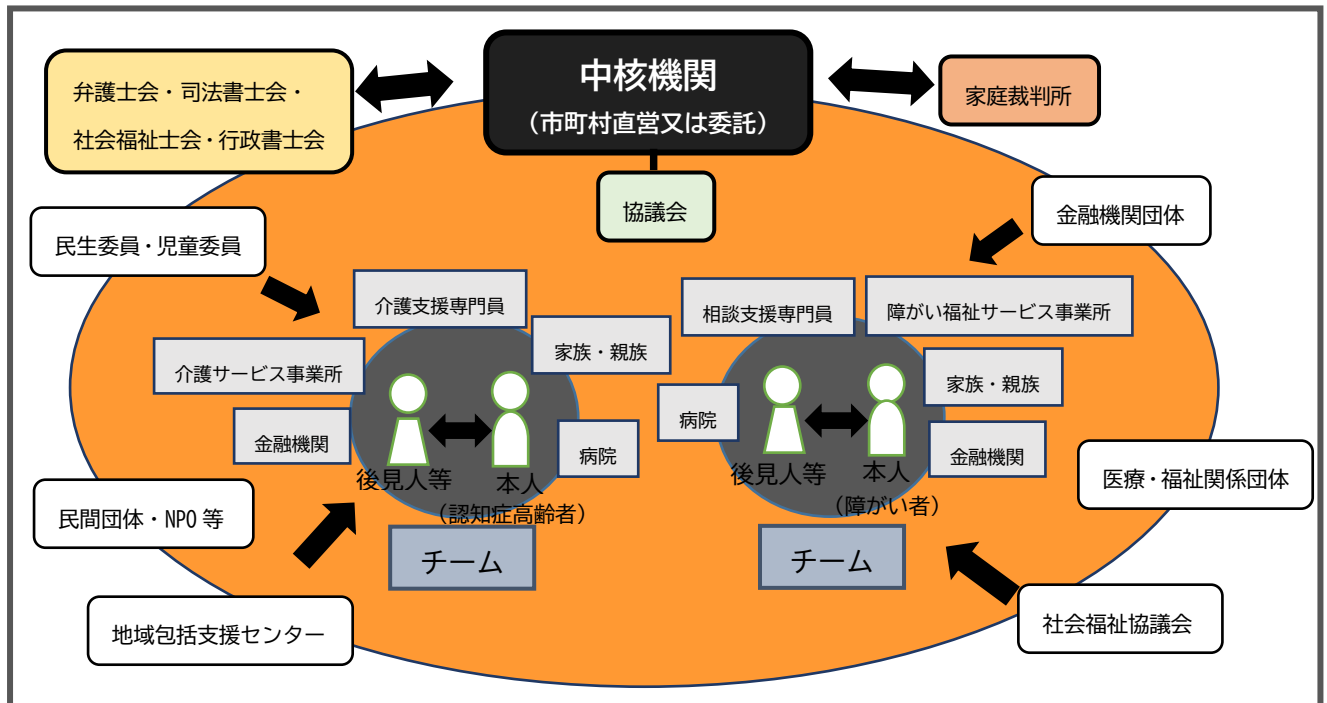 中核機関
（市町村直営又は委託）
弁護士会・司法書士会・
社会福祉士会・行政書士会
家庭裁判所
協議会
民生委員・児童委員
金融機関団体
介護支援専門員
家族・親族
介護サービス事業所
金融機関
病院
後見人等
本人
（認知症高齢者）
チーム
相談支援専門員
障がい福祉サービス事業所
家族・親族
病院
金融機関
後見人等
本人
（障がい者）
チーム
医療・福祉関係団体
民間団体・NPO 等
地域包括支援センター
社会福祉協議会